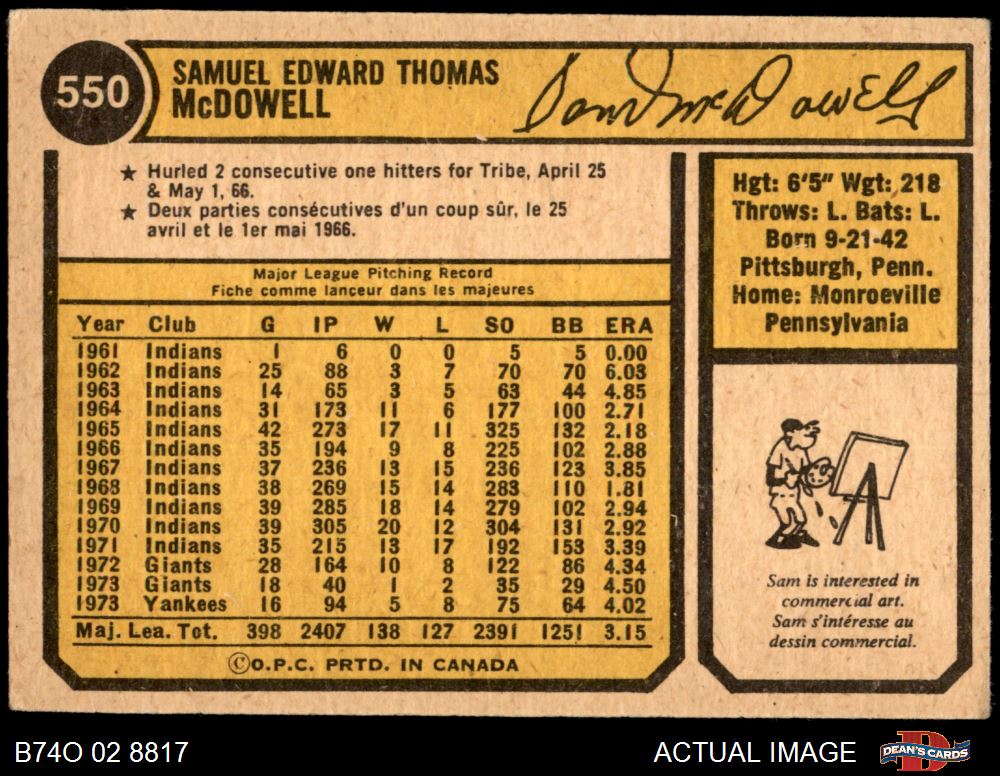 550
SAMUEL EDWARD THOMAS
McDOWELL
Sam McDowell
★ Hurled 2 consecutive one hitters for Tribe, April 25
& May 1, 66.
★ Deux parties consécutives d'un coup sûr, le 25
avril et le 1er mai 1966.
Major League Pitching Record
Fiche comme lanceur dans les majeures
Year Club G IP W L SO BB ERA
1961 Indians 1 6 0 0 5 5 0.00
1962 Indians 25 88 3 7 70 70 6.03
1963 Indians 14 65 3 5 63 44 4.85
1964 Indians 31 173 11 6 177 100 2.71
1965 Indians 42 273 17 11 325 132 2.18
1966 Indians 35 194 9 8 225 102 2.88
1967 Indians 37 236 13 15 236 123 3.85
1968 Indians 38 269 15 14 283 110 1.81
1969 Indians 39 285 18 14 279 102 2.94
1970 Indians 39 305 20 12 304 131 2.92
1971 Indians 35 215 13 17 192 153 3.39
1972 Giants 28 164 10 8 122 86 4.34
1973 Giants 18 40 1 2 35 29 4.50
1973 Yankees 16 94 5 8 75 64 4.02
Maj. Lea. Tot. 398 2407 138 127 2391 1251 3.15
©O.P.C. PRTD. IN CANADA
Hgt: 6'5" Wgt: 218
Throws: L. Bats: L.
Born 9-21-42
Pittsburgh, Penn.
Home: Monroeville
Pennsylvania
Sam is interested in
commercial art.
Sam s'intéresse au
dessin commercial.
B74O 02 8817
ACTUAL IMAGE
DEAN'S CARDS